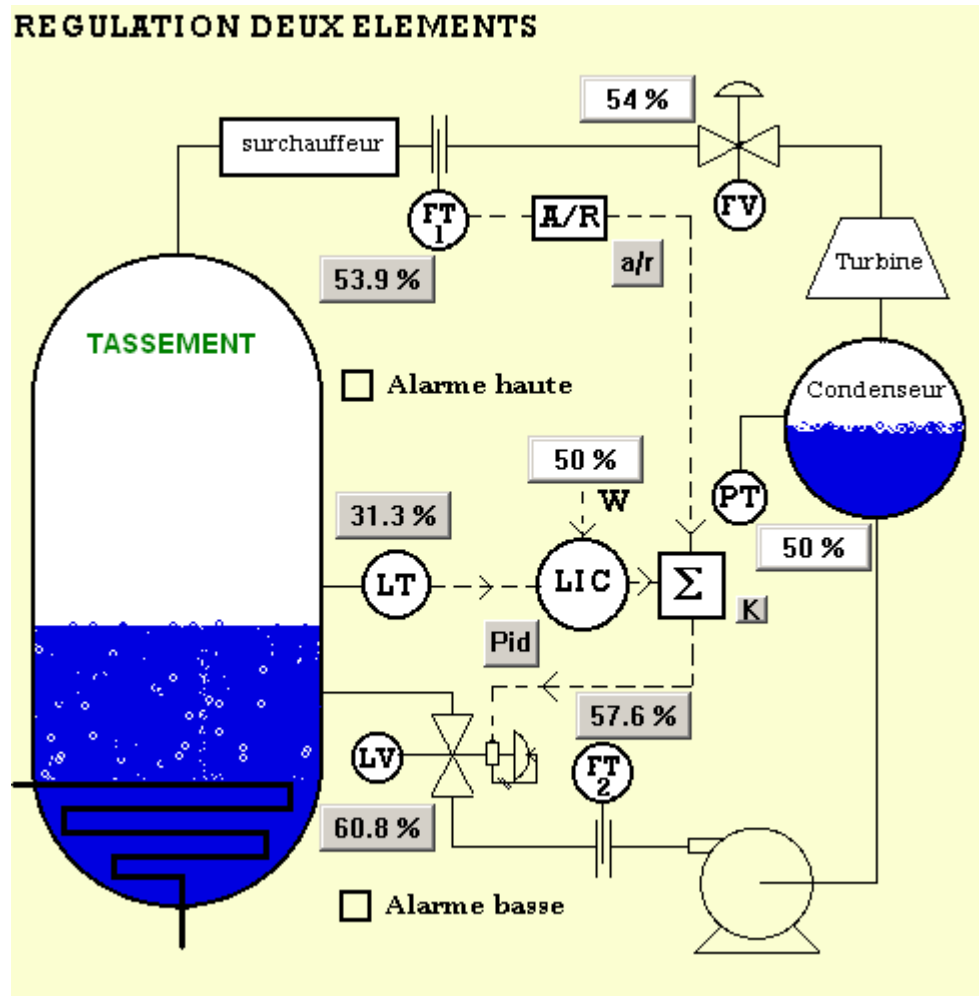 REGULATION DEUX ELEMENTS
54 %
surchauffeur
FT
1
A/R
FV
53.9 %
a/r
Turbine
TASSEMENT
Alarme haute
Condenseur
50 %
W
PT
31.3 %
50 %
LT
LIC
Σ
K
Pid
57.6 %
LV
FT
2
60.8 %
Alarme basse